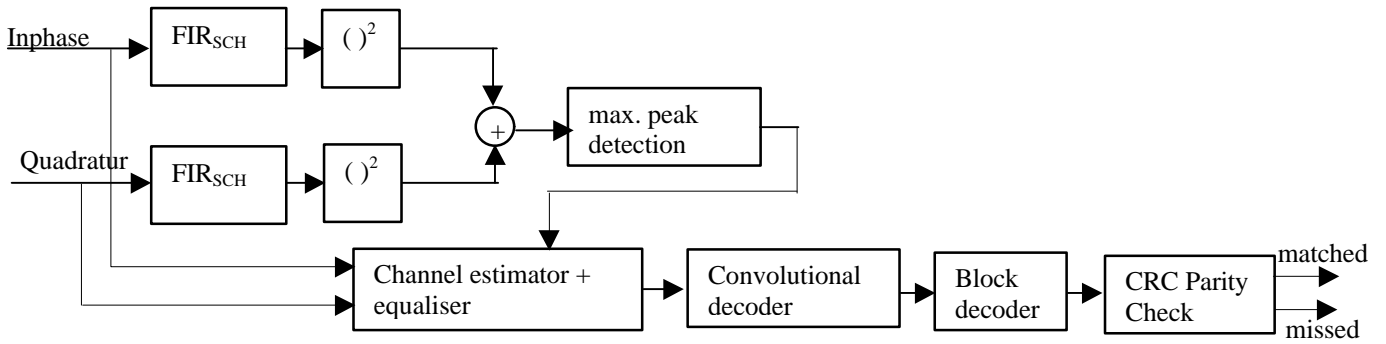 Inphase
FIR_SCH
( )²
Quadratur
FIR_SCH
( )²
+
max. peak
detection
Channel estimator +
equaliser
Convolutional
decoder
Block
decoder
CRC Parity
Check
matched
missed